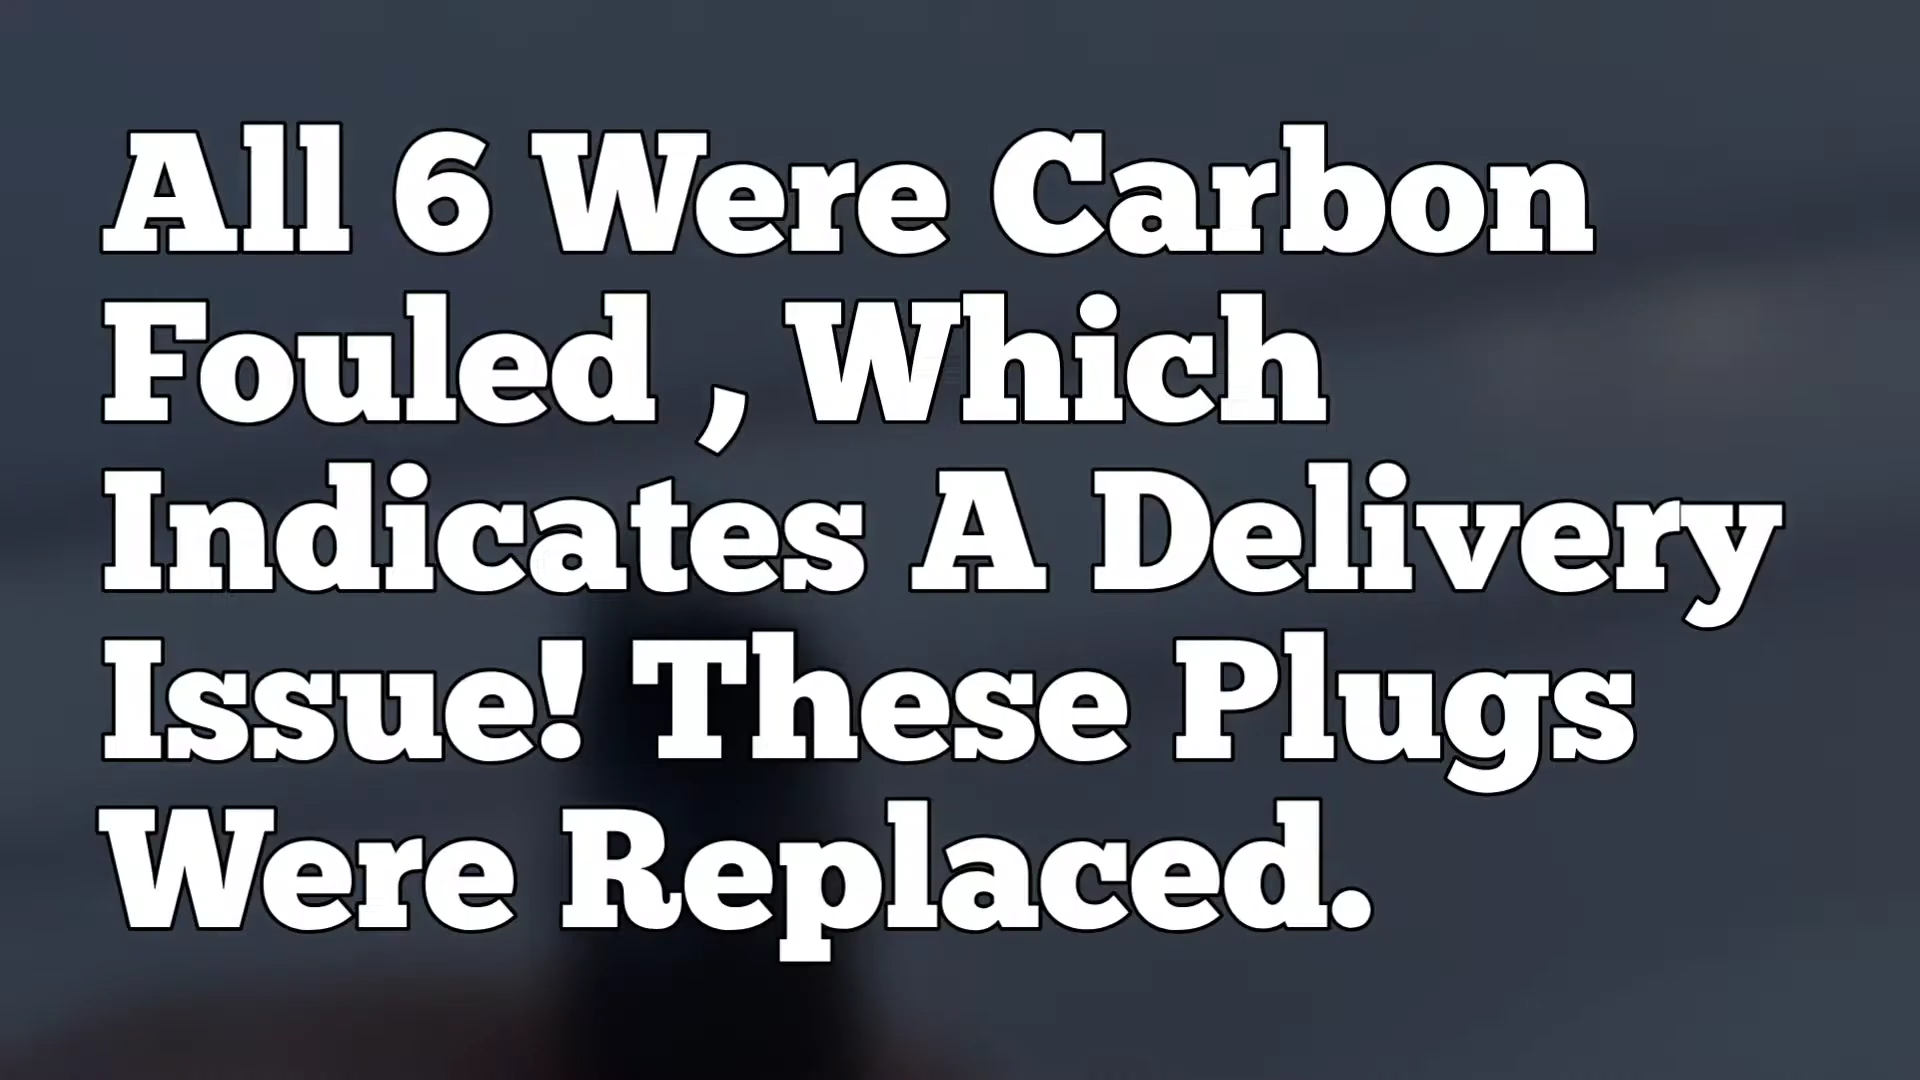 All 6 Were Carbon
Fouled , Which
Indicates A Delivery
Issue! These Plugs
Were Replaced.